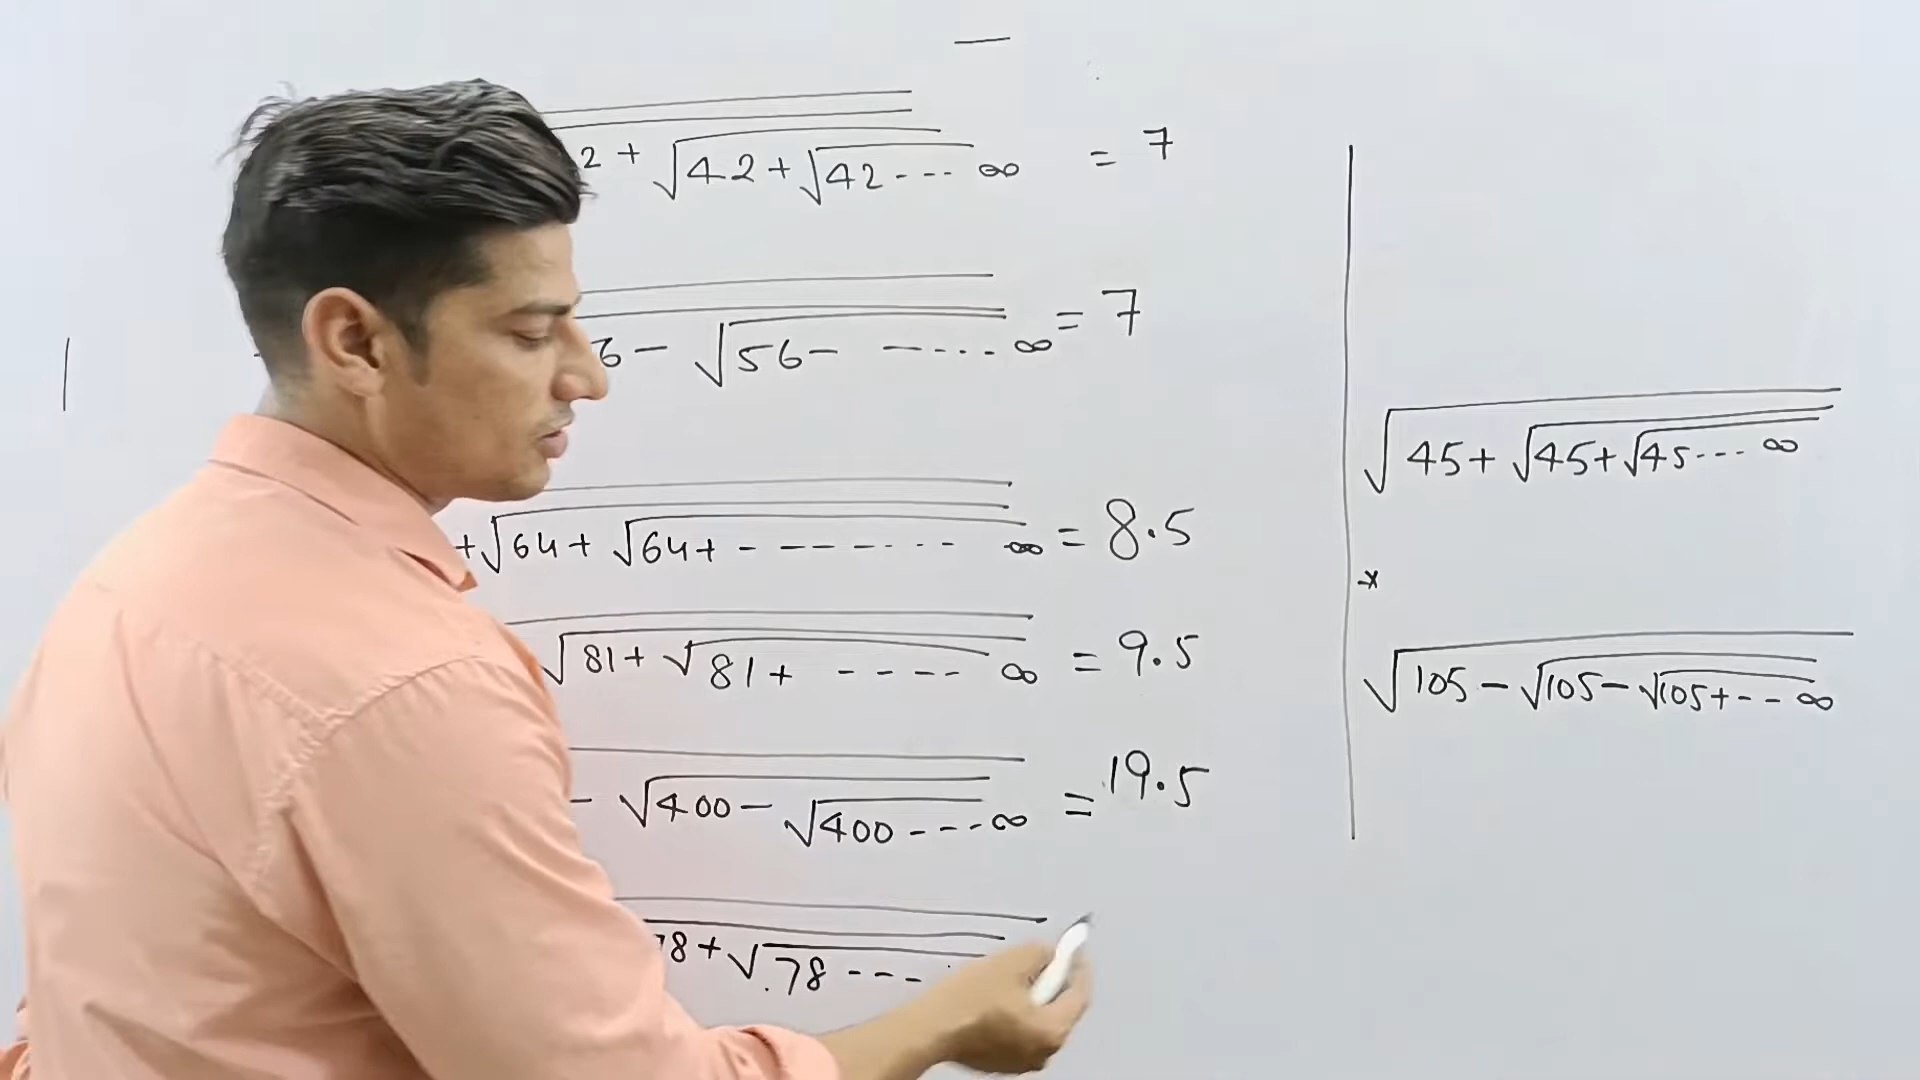 2 + √42 + √42 --- ∞ = 7
6 - √56 - ----- ∞ = 7
+ √64 + √64 + - - - - - - - ∞ = 8.5
√81 + √81 + ---- ∞ = 9.5
- √400 - √400 --- ∞ = 19.5
78 + √78 ---
√45 + √45 + √45 --- ∞
*
√105 - √105 - √105 + -- ∞